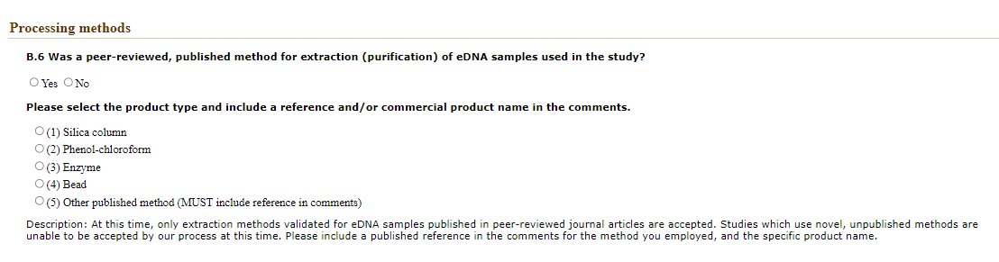 Processing methods
B.6 Was a peer-reviewed, published method for extraction (purification) of eDNA samples used in the study?
Yes No
Please select the product type and include a reference and/or commercial product name in the comments.
(1) Silica column
(2) Phenol-chloroform
(3) Enzyme
(4) Bead
(5) Other published method (MUST include reference in comments)
Description: At this time, only extraction methods validated for eDNA samples published in peer-reviewed journal articles are accepted. Studies which use novel, unpublished methods are
unable to be accepted by our process at this time. Please include a published reference in the comments for the method you employed, and the specific product name.